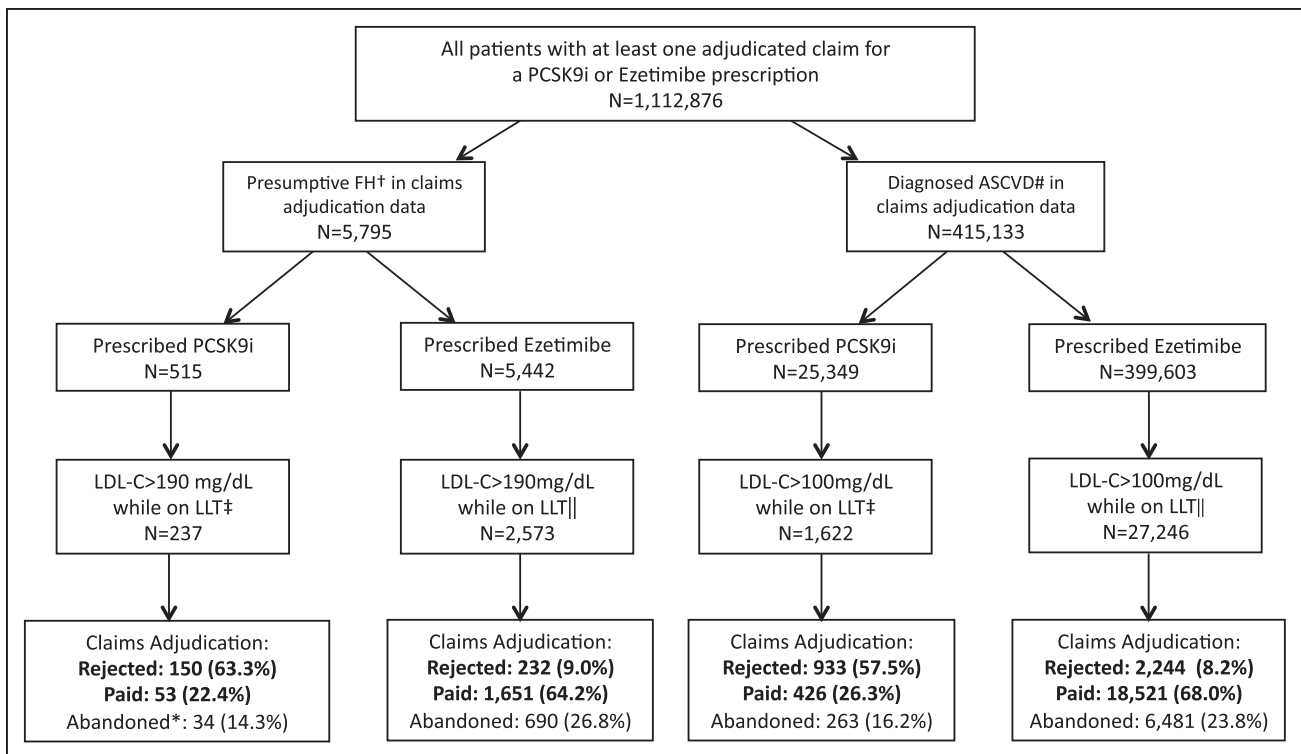 All patients with at least one adjudicated claim for
a PCSK9i or Ezetimibe prescription
N=1,112,876
Presumptive FH† in claims
adjudication data
N=5,795
Diagnosed ASCVD# in
claims adjudication data
N=415,133
Prescribed PCSK9i
N=515
Prescribed Ezetimibe
N=5,442
Prescribed PCSK9i
N=25,349
Prescribed Ezetimibe
N=399,603
LDL-C>190 mg/dL
while on LLT‡
N=237
LDL-C>190mg/dL
while on LLT||
N=2,573
LDL-C>100mg/dL
while on LLT‡
N=1,622
LDL-C>100mg/dL
while on LLT||
N=27,246
Claims Adjudication:
Rejected: 150 (63.3%)
Paid: 53 (22.4%)
Abandoned*: 34 (14.3%)
Claims Adjudication:
Rejected: 232 (9.0%)
Paid: 1,651 (64.2%)
Abandoned: 690 (26.8%)
Claims Adjudication:
Rejected: 933 (57.5%)
Paid: 426 (26.3%)
Abandoned: 263 (16.2%)
Claims Adjudication:
Rejected: 2,244 (8.2%)
Paid: 18,521 (68.0%)
Abandoned: 6,481 (23.8%)